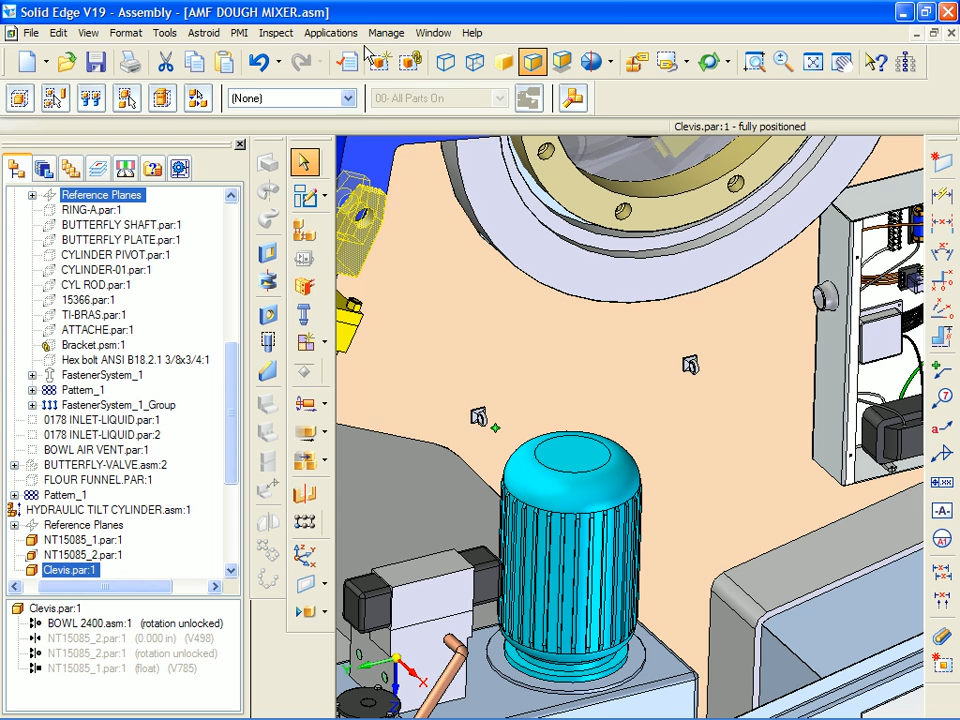 Solid Edge V19 - Assembly - [AMF DOUGH MIXER.asm]
File Edit View Format Tools Astroid PMI Inspect Applications Manage Window Help
(None)
00- All Parts On
Clevis.par:1 - fully positioned
Reference Planes
RING-A.par:1
BUTTERFLY SHAFT.par:1
BUTTERFLY PLATE.par:1
CYLINDER PIVOT.par:1
CYLINDER-01.par:1
CYL ROD.par:1
15366.par:1
TI-BRAS.par:1
ATTACHE.par:1
Bracket.psm:1
Hex bolt ANSI B18.2.1 3/8x3/4:1
FastenerSystem_1
Pattern_1
FastenerSystem_1_Group
0178 INLET-LIQUID.par:1
0178 INLET-LIQUID.par:2
BOWL AIR VENT.par:1
BUTTERFLY-VALVE.asm:2
FLOUR FUNNEL.PAR:1
Pattern_1
HYDRAULIC TILT CYLINDER.asm:1
Reference Planes
NT15085_1.par:1
NT15085_2.par:1
Clevis.par:1
Clevis.par:1
BOWL 2400.asm:1 (rotation unlocked)
NT15085_2.par:1 (0.000 in) (V498)
NT15085_2.par:1 (rotation unlocked)
NT15085_1.par:1 (float) (V785)